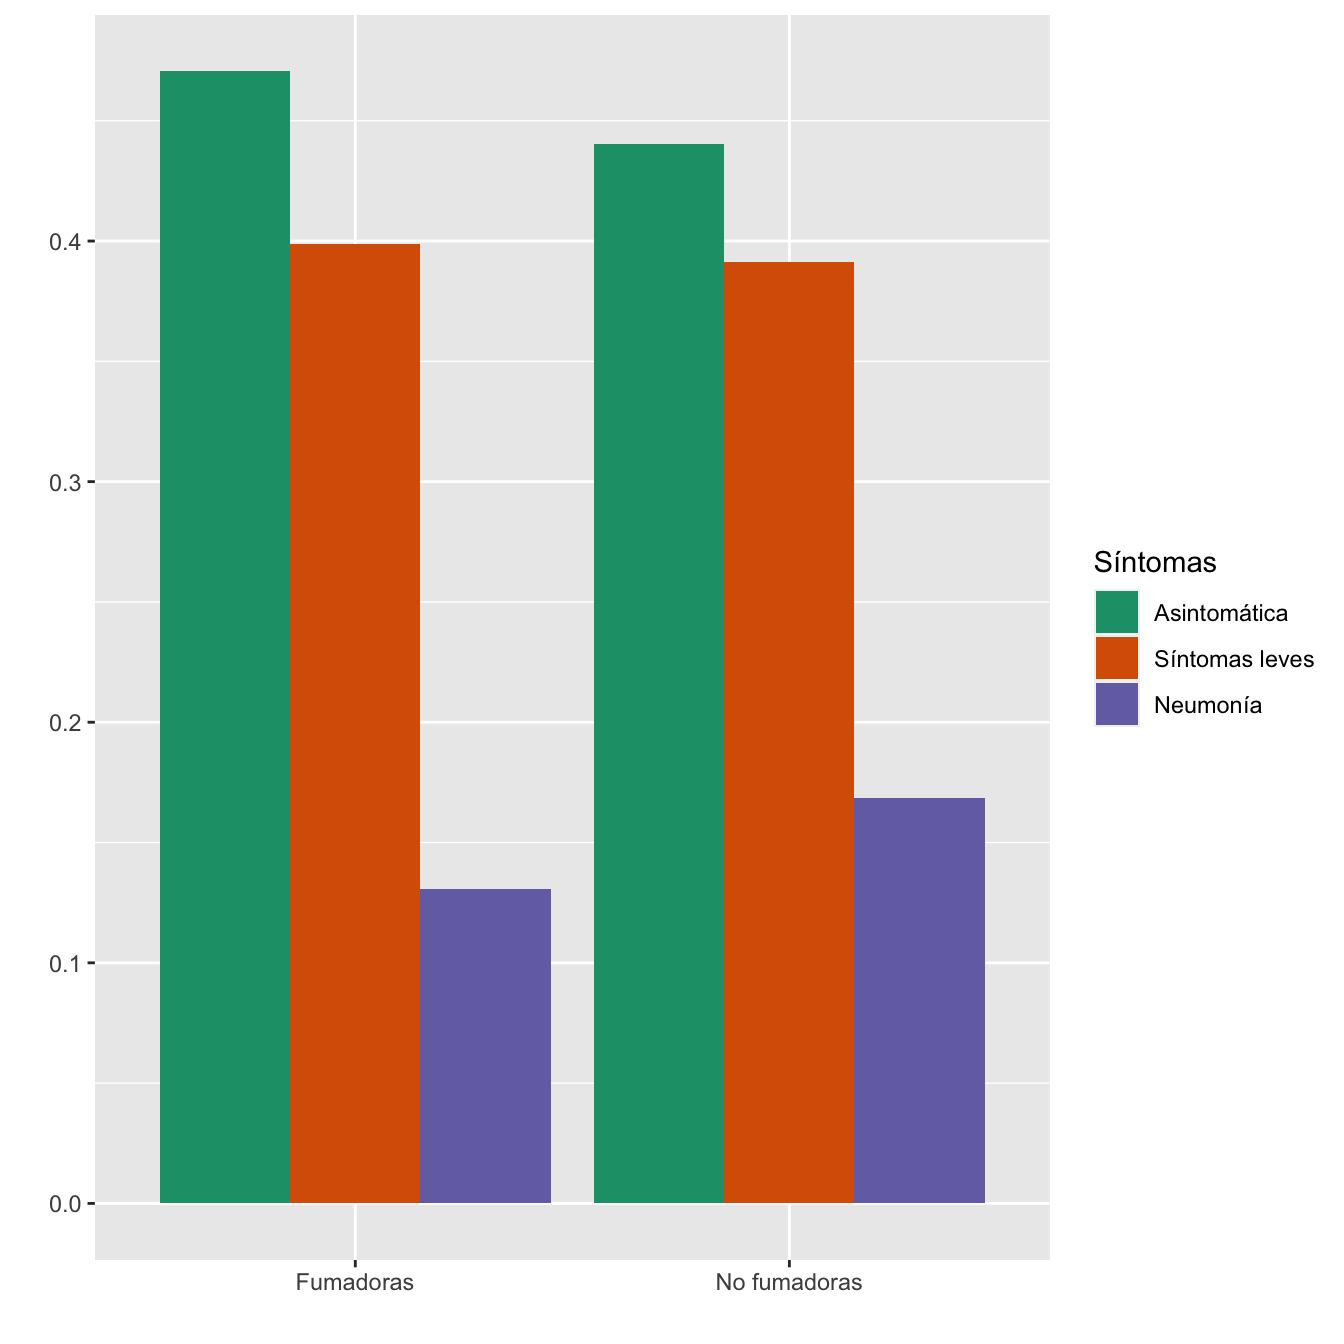 0.4
0.3
0.2
0.1
0.0
Fumadoras
No fumadoras
Síntomas
Asintomática
Síntomas leves
Neumonía